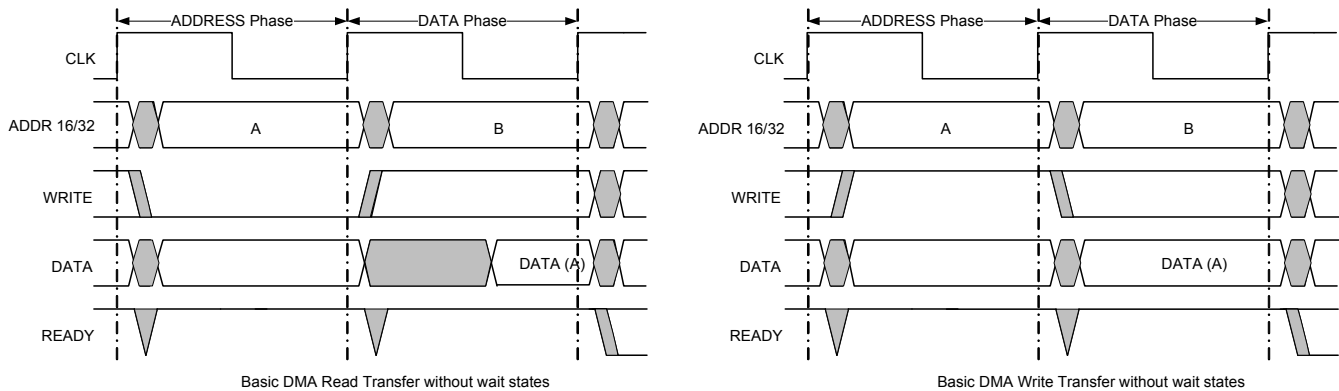 ADDRESS Phase DATA Phase ADDRESS Phase DATA Phase
CLK CLK
ADDR 16/32 A B ADDR 16/32 A B
WRITE WRITE
DATA DATA (A) DATA DATA (A)
READY READY
Basic DMA Read Transfer without wait states Basic DMA Write Transfer without wait states